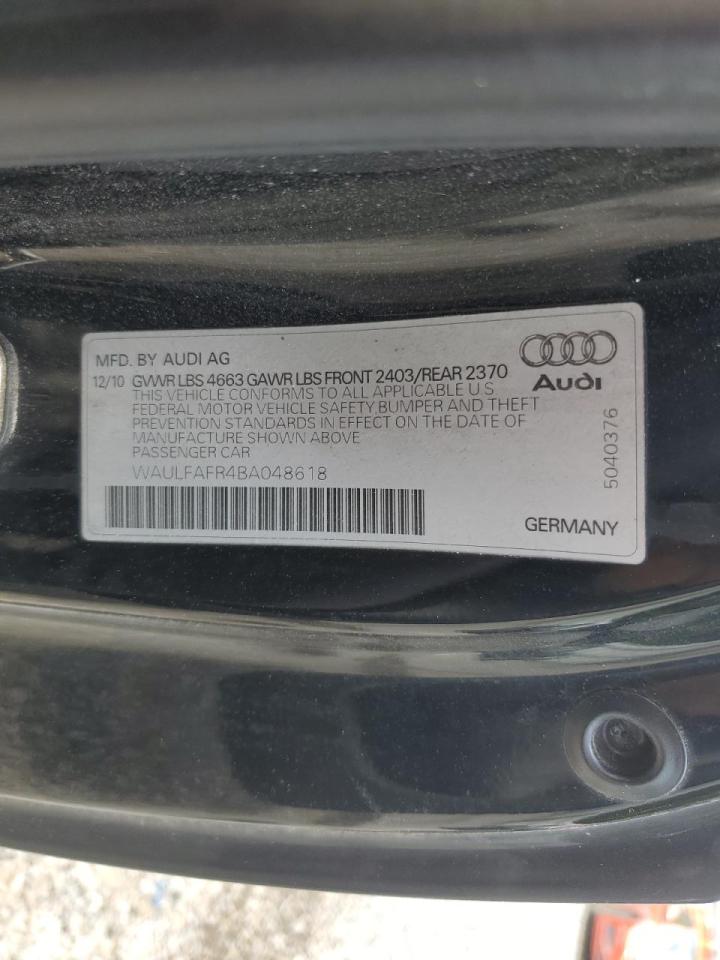 MFD. BY AUDI AG
12/10 GVWR LBS 4663 GAWR LBS FRONT 2403/REAR 2370
THIS VEHICLE CONFORMS TO ALL APPLICABLE U S
FEDERAL MOTOR VEHICLE SAFETY BUMPER AND THEFT
PREVENTION STANDARDS IN EFFECT ON THE DATE OF
MANUFACTURE SHOWN ABOVE
PASSENGER CAR
WAULFAFR4BA048618
Audi
5040376
GERMANY